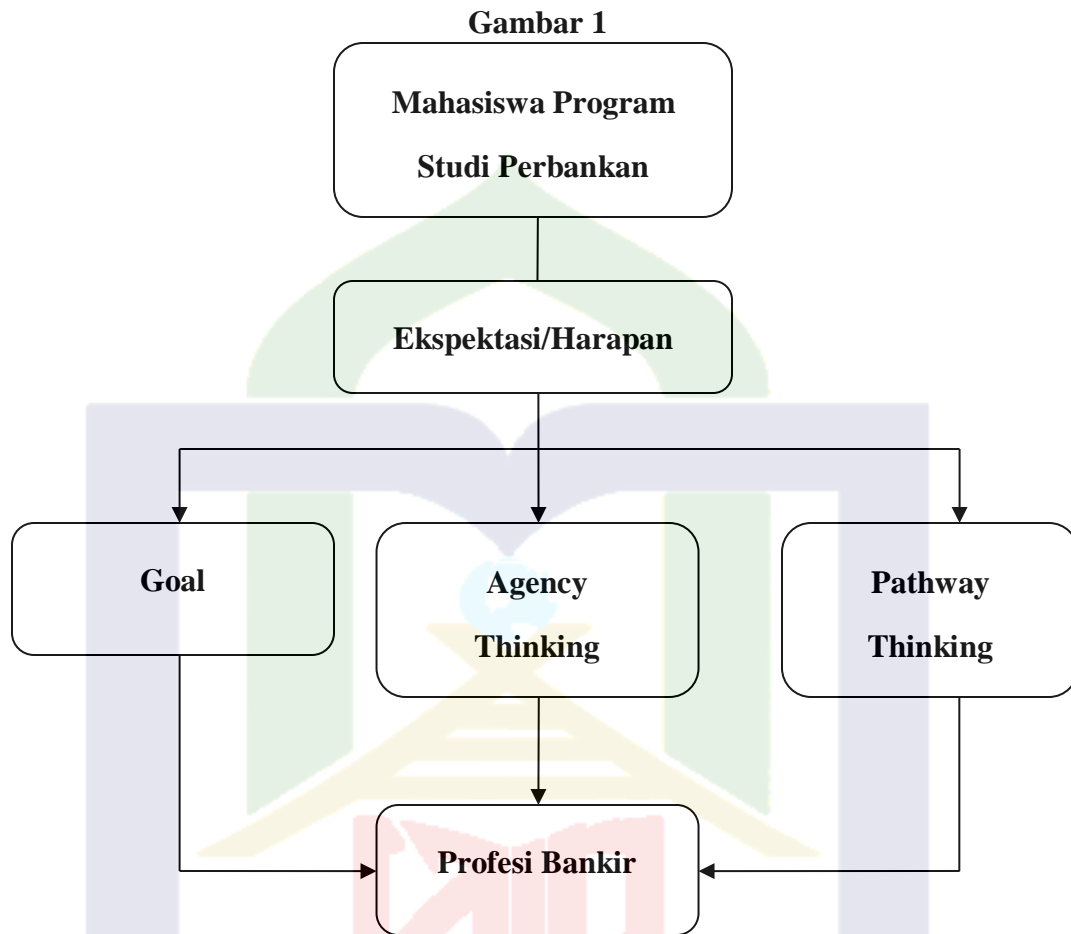 Gambar 1
Mahasiswa Program
Studi Perbankan
Ekspektasi/Harapan
Goal
Agency
Thinking
Pathway
Thinking
Profesi Bankir